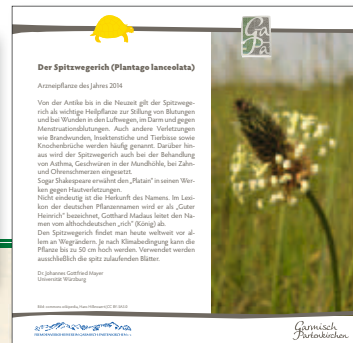 GaPa
Der Spitzwegerich (Plantago lanceolata)
Arzneipflanze des Jahres 2014
Von der Antike bis in die Neuzeit gilt der Spitzwege-
rich als wichtige Heilpflanze zur Stillung von Blutungen
und bei Wunden in den Luftwegen, im Darm und gegen
Menstruationsblutungen. Auch andere Verletzungen
wie Brandwunden, Insektenstiche und Tierbisse sowie
Knochenbrüche werden häufig genannt. Darüber hin-
aus wird der Spitzwegerich auch bei der Behandlung
von Asthma, Geschwüren in der Mundhöhle, bei Zahn-
und Ohrenschmerzen eingesetzt.
Sogar Shakespeare erwähnt den „Platain" in seinen Wer-
ken gegen Hautverletzungen.
Nicht eindeutig ist die Herkunft des Namens. Im Lexi-
kon der deutschen Pflanzennamen wird er als „Guter
Heinrich" bezeichnet, Gotthard Madaus leitet den Na-
men vom althochdeutschen „rich" (König) ab.
Den Spitzwegerich findet man heute weltweit vor al-
lem an Wegrändern. Je nach Klimabedingung kann die
Pflanze bis zu 50 cm hoch werden. Verwendet werden
ausschließlich die spitz zulaufenden Blätter.
Dr. Johannes Gottfried Mayer
Universität Würzburg
Garmisch
Partenkirchen